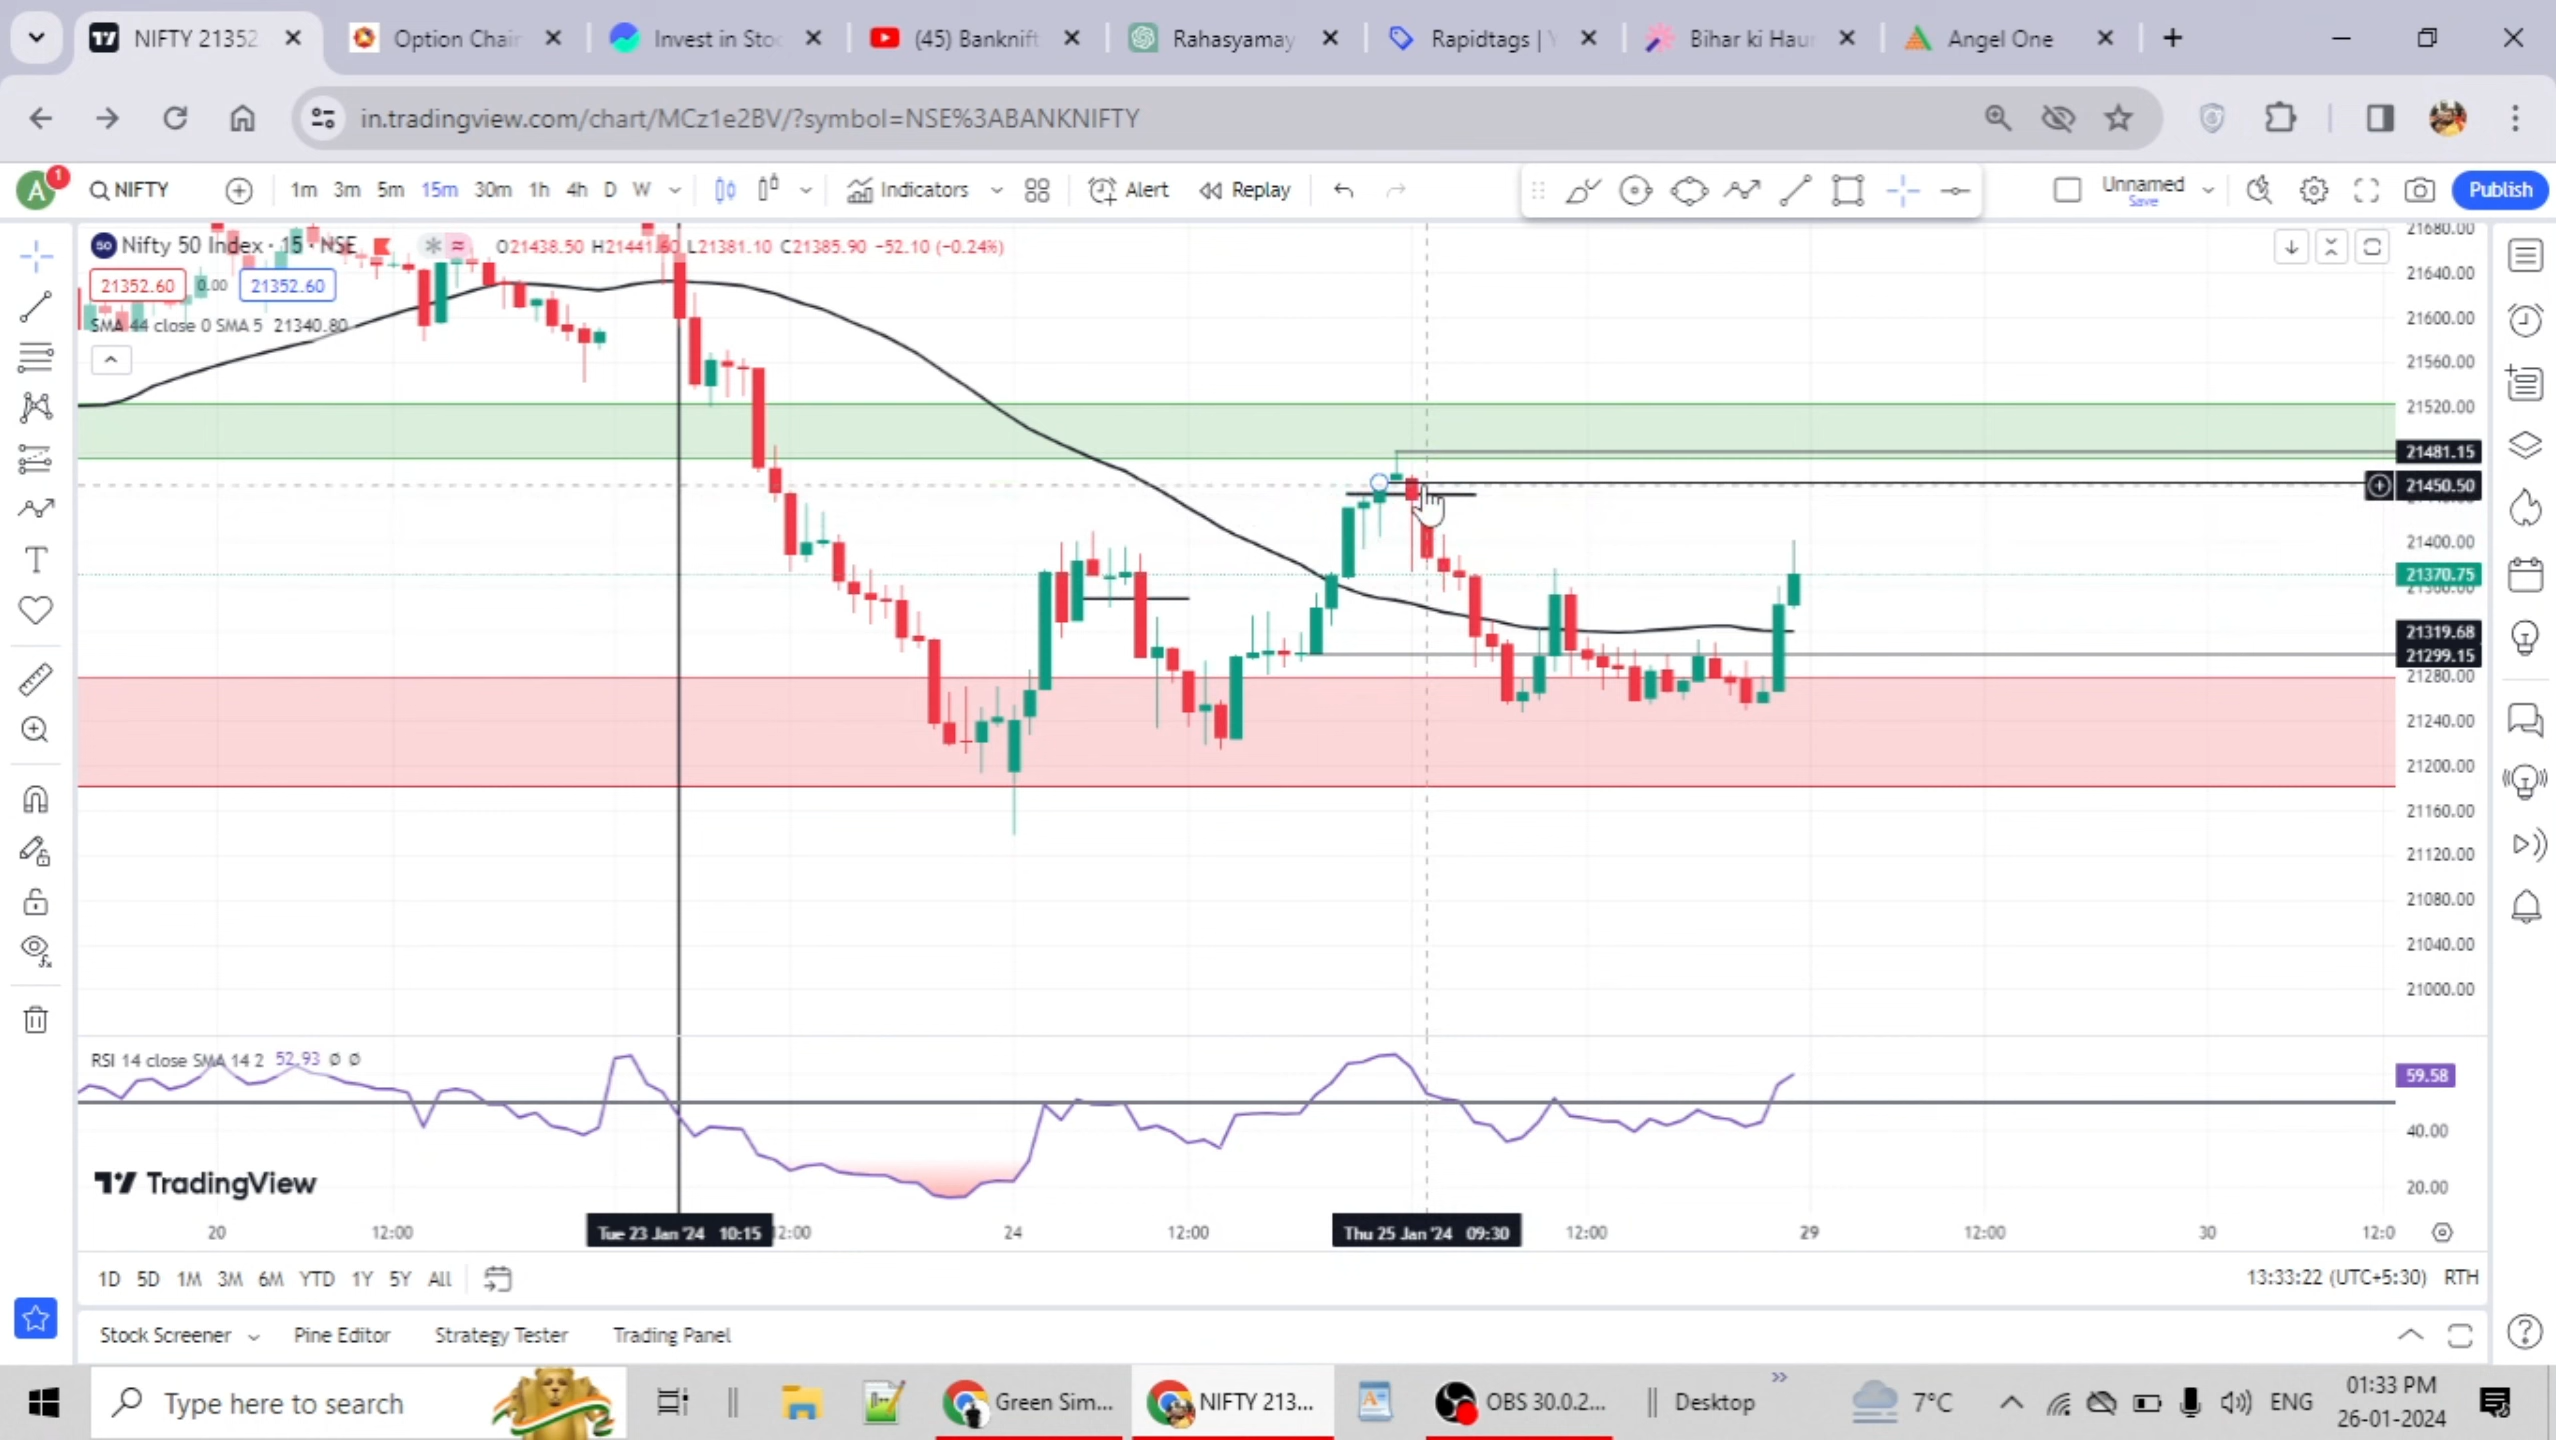 NIFTY 21352
Option Chain
Invest in Stoc
(45) Banknift
Rahasyamay
Rapidtags | Y
Bihar ki Haun
Angel One
in.tradingview.com/chart/MCz1e2BV/?symbol=NSE%3ABANKNIFTY
A 1 NIFTY 1m 3m 5m 15m 30m 1h 4h D W Indicators Alert Replay Unnamed Save Publish
50 Nifty 50 Index · 15 · NSE O21438.50 H21441.60 L21381.10 C21385.90 −52.10 (−0.24%)
21352.60 0.00 21352.60
SMA 44 close 0 SMA 5 21340.80
21680.00
21640.00
21600.00
21560.00
21520.00
21481.15
21450.50
21400.00
21370.75
21319.68
21299.15
21280.00
21240.00
21200.00
21160.00
21120.00
21080.00
21040.00
21000.00
RSI 14 close SMA 14 2 52.93 Ø Ø
59.58
40.00
20.00
TradingView
20 12:00 Tue 23 Jan '24 10:15 12:00 24 12:00 Thu 25 Jan '24 09:30 12:00 29 12:00 30 12:0
1D 5D 1M 3M 6M YTD 1Y 5Y All 13:33:22 (UTC+5:30) RTH
Stock Screener Pine Editor Strategy Tester Trading Panel
Type here to search Green Sim... NIFTY 213... OBS 30.0.2... Desktop 7°C ENG 01:33 PM
26-01-2024